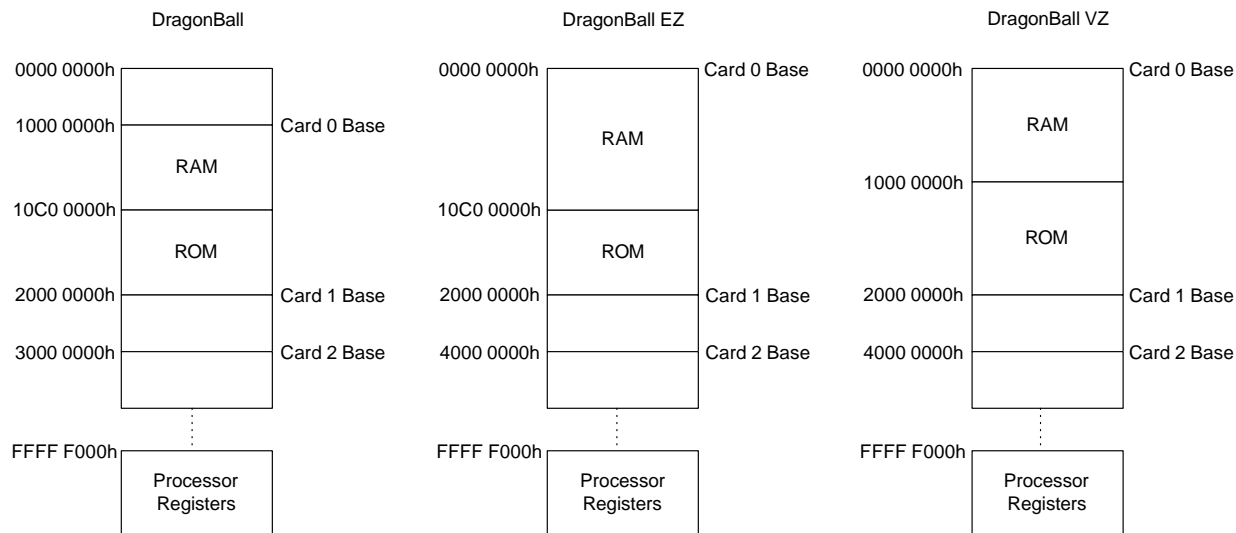 DragonBall
0000 0000h
1000 0000h
Card 0 Base
RAM
10C0 0000h
ROM
2000 0000h
Card 1 Base
3000 0000h
Card 2 Base
FFFF F000h
Processor
Registers
DragonBall EZ
0000 0000h
Card 0 Base
RAM
10C0 0000h
ROM
2000 0000h
Card 1 Base
4000 0000h
Card 2 Base
FFFF F000h
Processor
Registers
DragonBall VZ
0000 0000h
Card 0 Base
RAM
1000 0000h
ROM
2000 0000h
Card 1 Base
4000 0000h
Card 2 Base
FFFF F000h
Processor
Registers